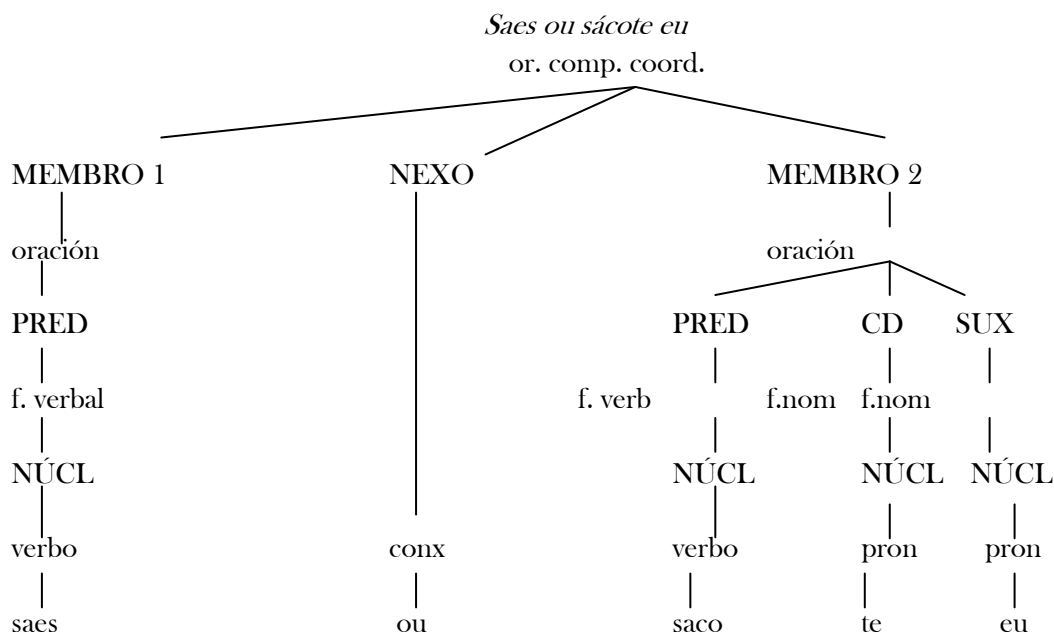 Saes ou sácote eu
or. comp. coord.
MEMBRO 1 NEXO MEMBRO 2
oración oración
PRED PRED CD SUX
f. verbal f. verb f.nom f.nom
NÚCL NÚCL NÚCL NÚCL
verbo conx verbo pron pron
saes ou saco te eu